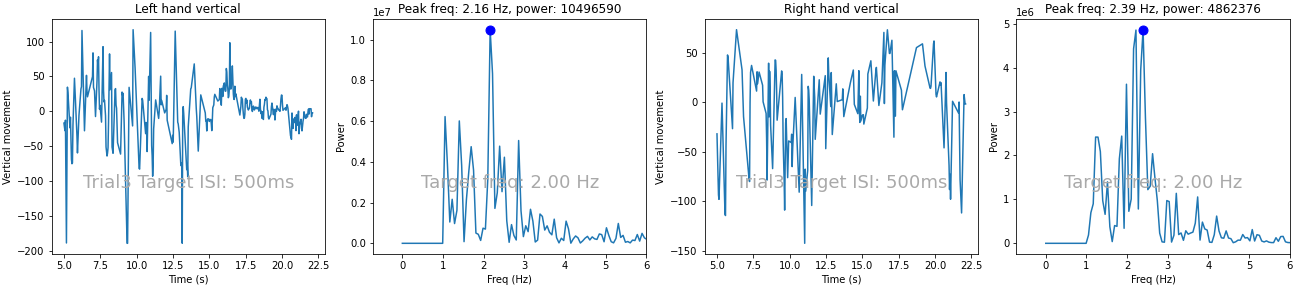 Left hand vertical
Vertical movement
100
50
0
−50
−100
−150
−200
Trial3 Target ISI: 500ms
5.0 7.5 10.0 12.5 15.0 17.5 20.0 22.5
Time (s)
Peak freq: 2.16 Hz, power: 10496590
1e7
Power
1.0
0.8
0.6
0.4
0.2
0.0
Target freq: 2.00 Hz
0 1 2 3 4 5 6
Freq (Hz)
Right hand vertical
Vertical movement
50
0
−50
−100
−150
Trial3 Target ISI: 500ms
5.0 7.5 10.0 12.5 15.0 17.5 20.0 22.5
Time (s)
Peak freq: 2.39 Hz, power: 4862376
1e6
Power
5
4
3
2
1
0
Target freq: 2.00 Hz
0 1 2 3 4 5 6
Freq (Hz)